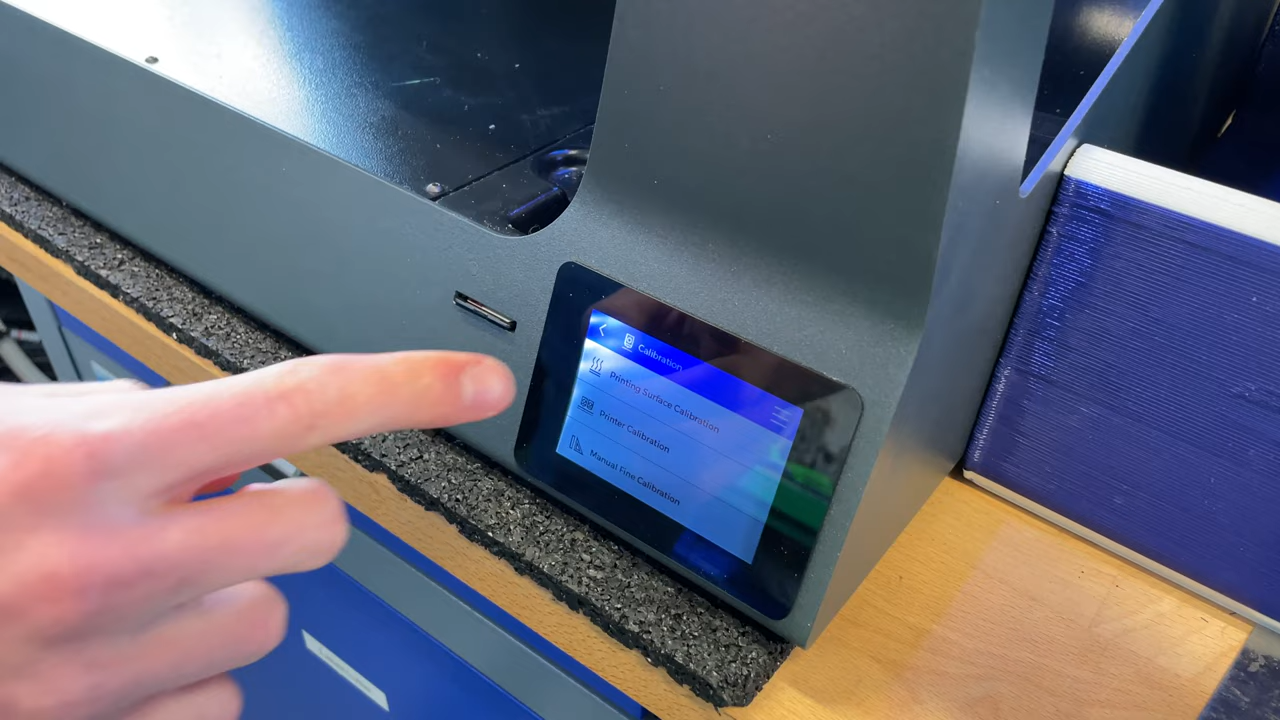 Calibration
Printing Surface Calibration
Printer Calibration
Manual Fine Calibration